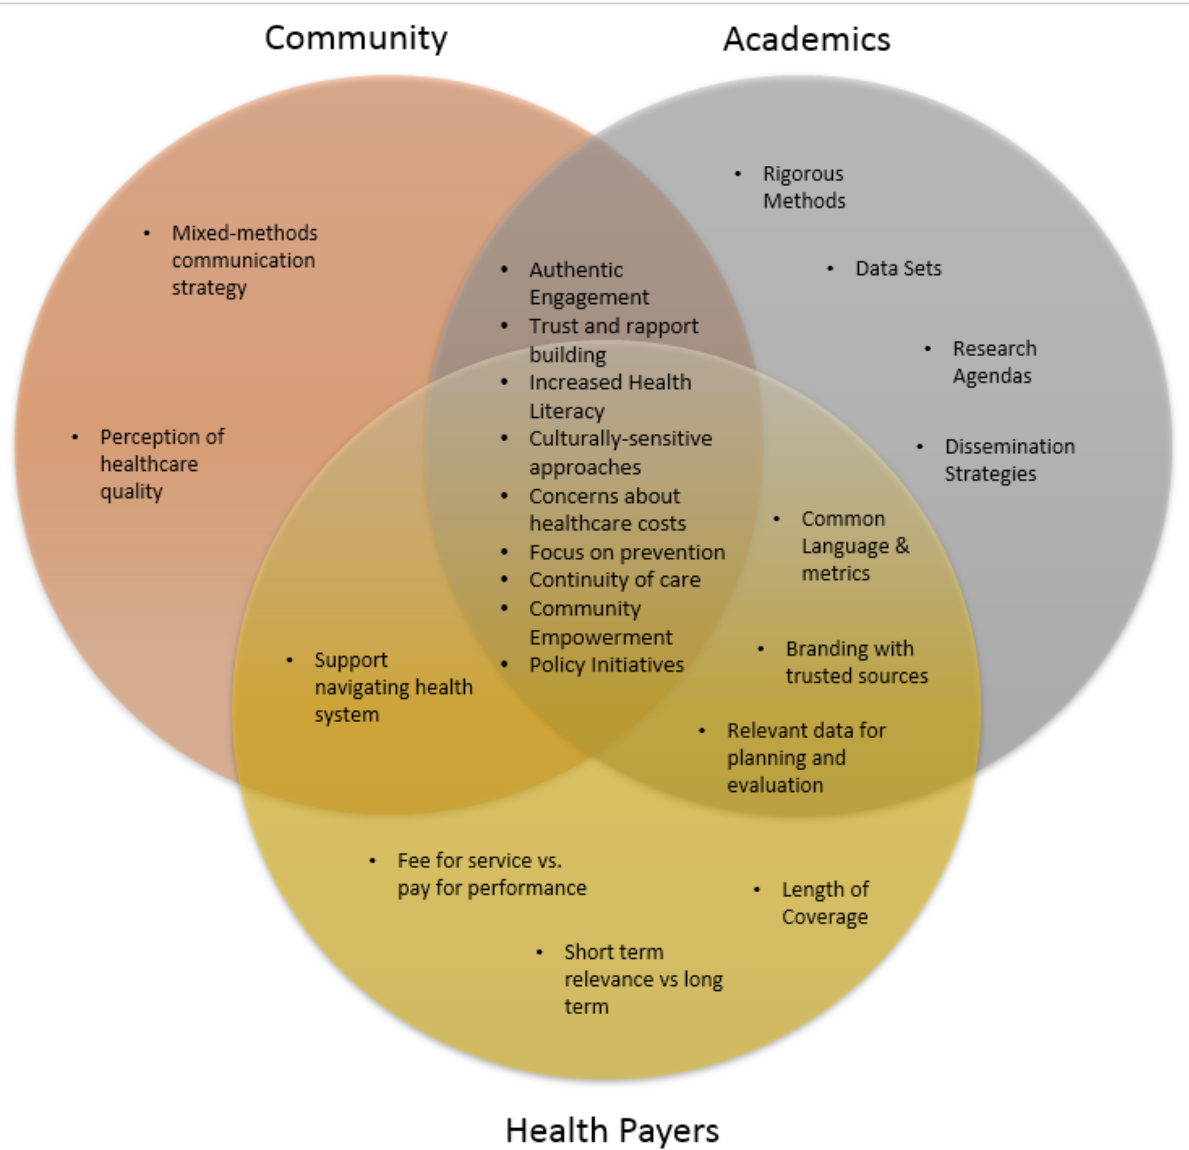 Community
Academics
• Mixed-methods
communication
strategy
• Perception of
healthcare
quality
• Authentic
Engagement
• Trust and rapport
building
• Increased Health
Literacy
• Culturally-sensitive
approaches
• Concerns about
healthcare costs
• Focus on prevention
• Continuity of care
• Community
Empowerment
• Policy Initiatives
• Rigorous
Methods
• Data Sets
• Research
Agendas
• Dissemination
Strategies
• Common
Language &
metrics
• Branding with
trusted sources
• Relevant data for
planning and
evaluation
• Support
navigating health
system
• Fee for service vs.
pay for performance
• Length of
Coverage
• Short term
relevance vs long
term
Health Payers